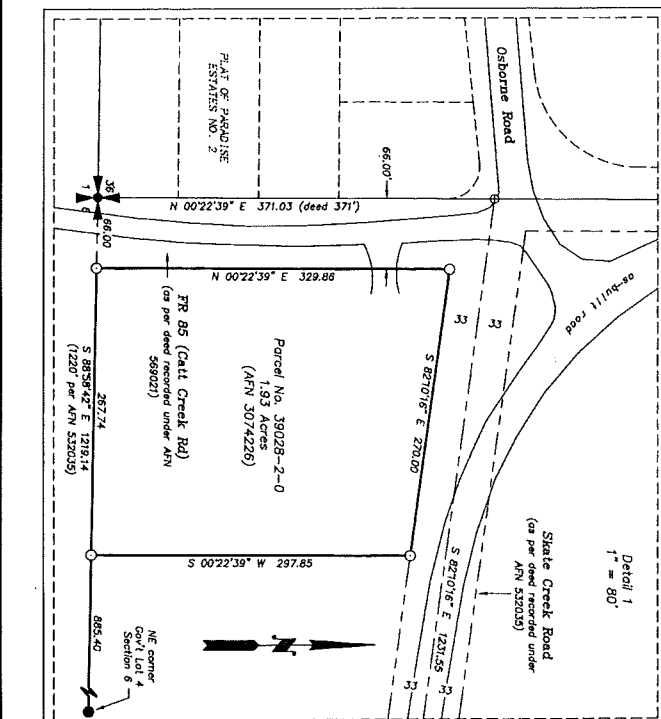 Osborne Road
PLAT OF PARADISE
ESTATES NO. 2
66.00'
36
1
6
66.00
N 00°22'39" E 371.03 (deed 371')
as-built road
Detail 1
1" = 80'
Skate Creek Road
(as per deed recorded under
AFN 532035)
33
33
N 00°22'39" E 329.86
FR 85 (Catt Creek Rd)
(as per deed recorded under AFN
569021)
Parcel No. 39028-2-0
1.93 Acres
(AFN 3074226)
S 82°10'16" E 270.00
S 82°10'16" E 1231.55
267.74
S 88°58'42" E 1219.14
(1220' per AFN 532035)
S 00°22'39" W 297.85
33
33
N
885.40
NE corner
Gov't Lot 4
Section 6